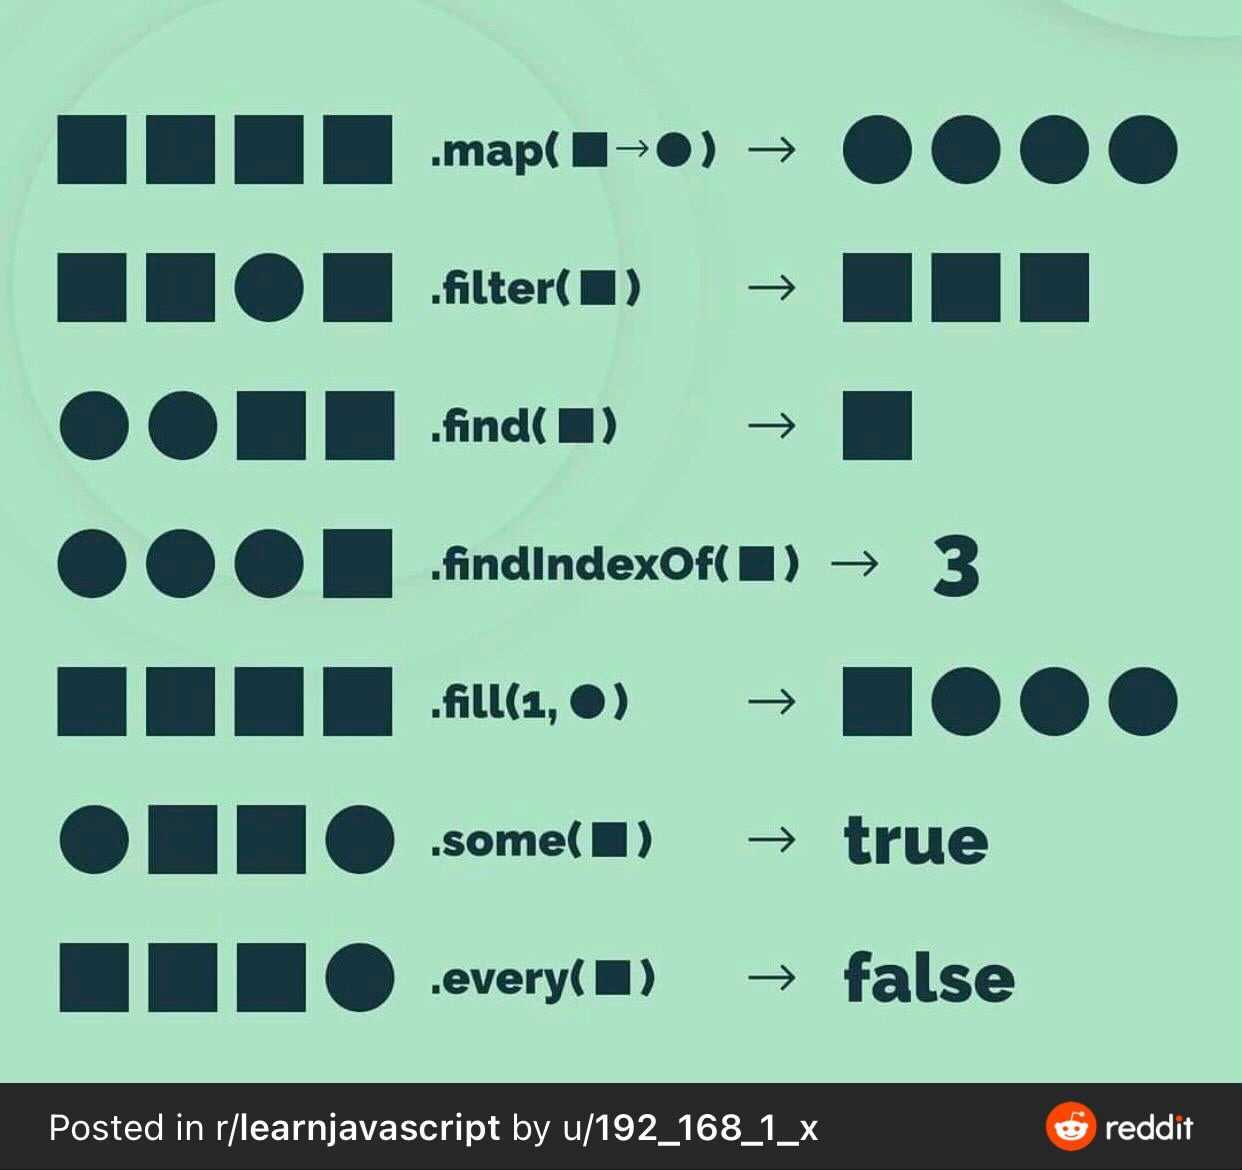 .map( ■→● ) → 
.filter( ■ ) →
.find( ■ ) →
.findIndexOf( ■ ) → 3
.fill(1, ● ) →
.some( ■ ) → true
.every( ■ ) → false
Posted in r/learnjavascript by u/192_168_1_x reddit